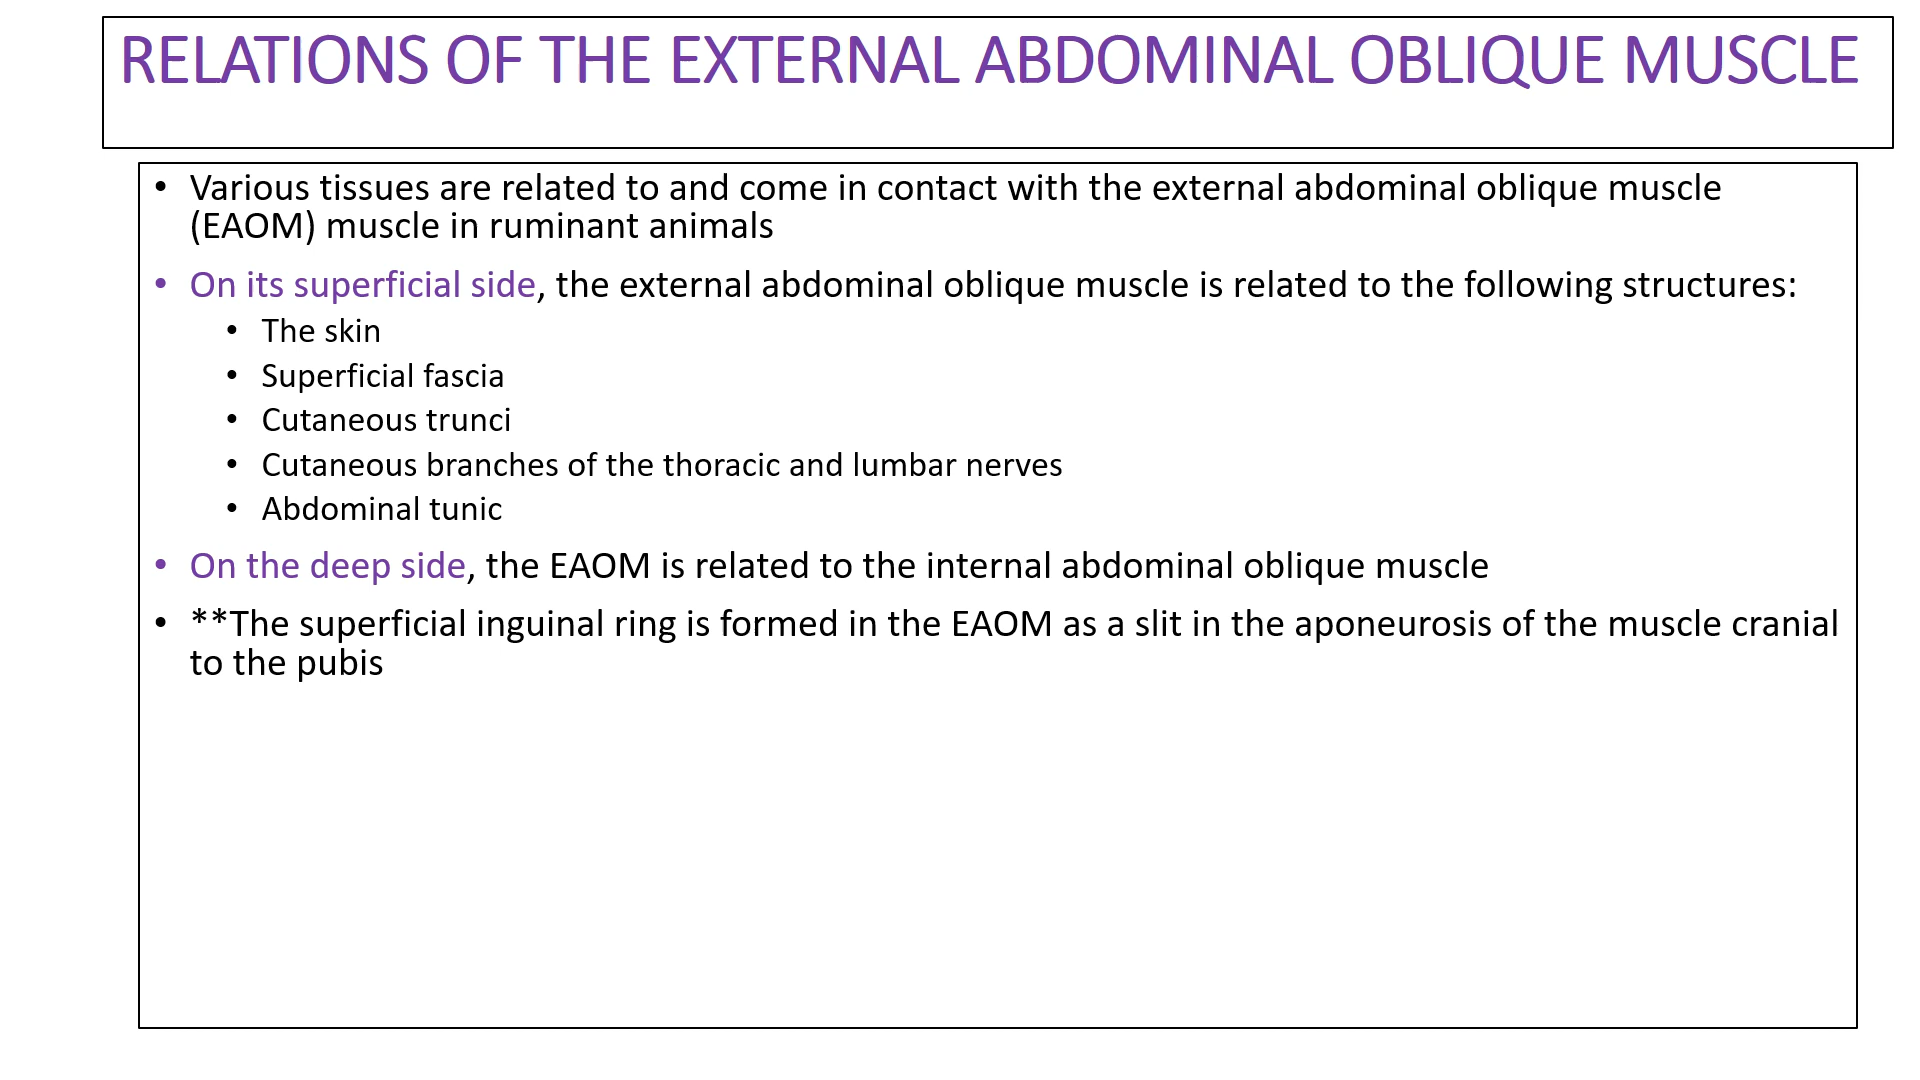 RELATIONS OF THE EXTERNAL ABDOMINAL OBLIQUE MUSCLE
• Various tissues are related to and come in contact with the external abdominal oblique muscle
(EAOM) muscle in ruminant animals
• On its superficial side, the external abdominal oblique muscle is related to the following structures:
• The skin
• Superficial fascia
• Cutaneous trunci
• Cutaneous branches of the thoracic and lumbar nerves
• Abdominal tunic
• On the deep side, the EAOM is related to the internal abdominal oblique muscle
• **The superficial inguinal ring is formed in the EAOM as a slit in the aponeurosis of the muscle cranial
to the pubis